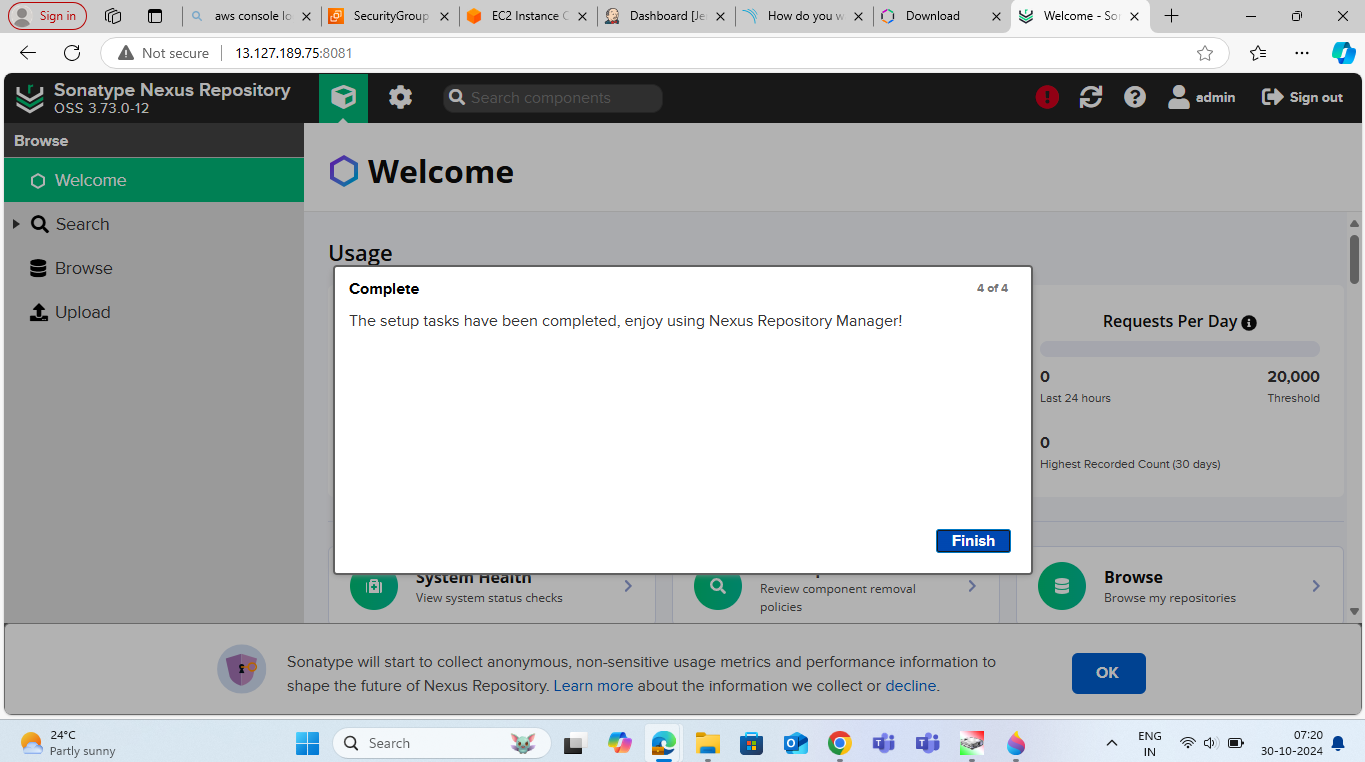 Sign in
aws console lo
SecurityGroup
EC2 Instance C
Dashboard [Je
How do you w
Download
Welcome - So
Not secure
13.127.189.75:8081
Sonatype Nexus Repository
OSS 3.73.0-12
Search components
admin
Sign out
Browse
Welcome
Search
Browse
Upload
Welcome
Usage
Complete
4 of 4
The setup tasks have been completed, enjoy using Nexus Repository Manager!
Finish
Requests Per Day
0
20,000
Last 24 hours
Threshold
0
Highest Recorded Count (30 days)
System Health
View system status checks
Review component removal
policies
Browse
Browse my repositories
Sonatype will start to collect anonymous, non-sensitive usage metrics and performance information to
shape the future of Nexus Repository. Learn more about the information we collect or decline.
OK
24°C
Partly sunny
Search
ENG
IN
07:20
30-10-2024